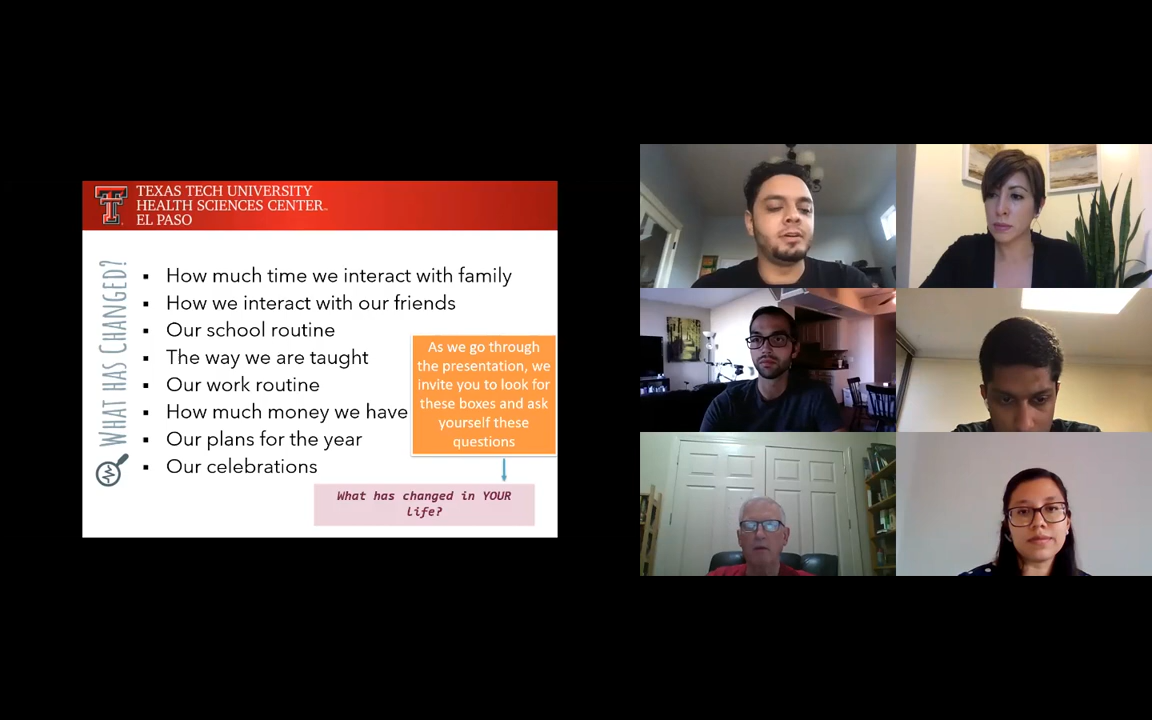 TEXAS TECH UNIVERSITY
HEALTH SCIENCES CENTER™
EL PASO
WHAT HAS CHANGED?
▪ How much time we interact with family
▪ How we interact with our friends
▪ Our school routine
▪ The way we are taught
▪ Our work routine
▪ How much money we have
▪ Our plans for the year
▪ Our celebrations
As we go through
the presentation, we
invite you to look for
these boxes and ask
yourself these
questions
What has changed in YOUR
life?